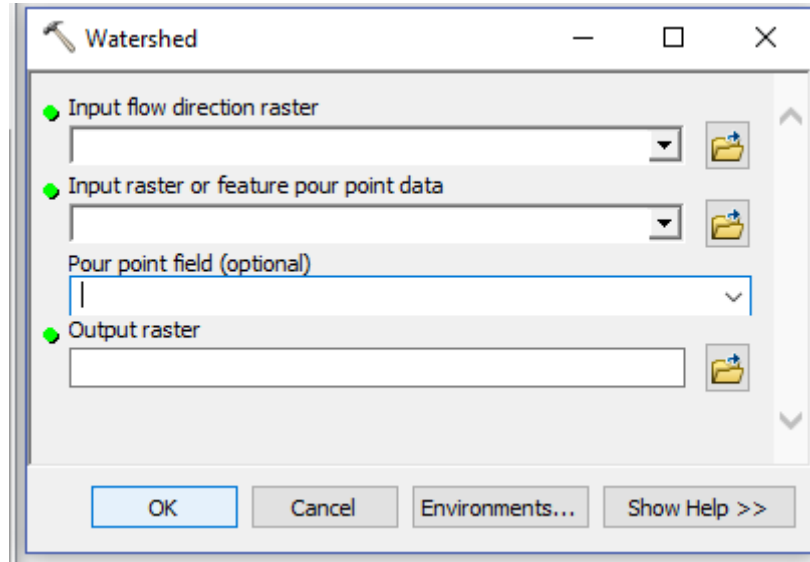 Watershed
Input flow direction raster
Input raster or feature pour point data
Pour point field (optional)
Output raster
OK Cancel Environments... Show Help >>